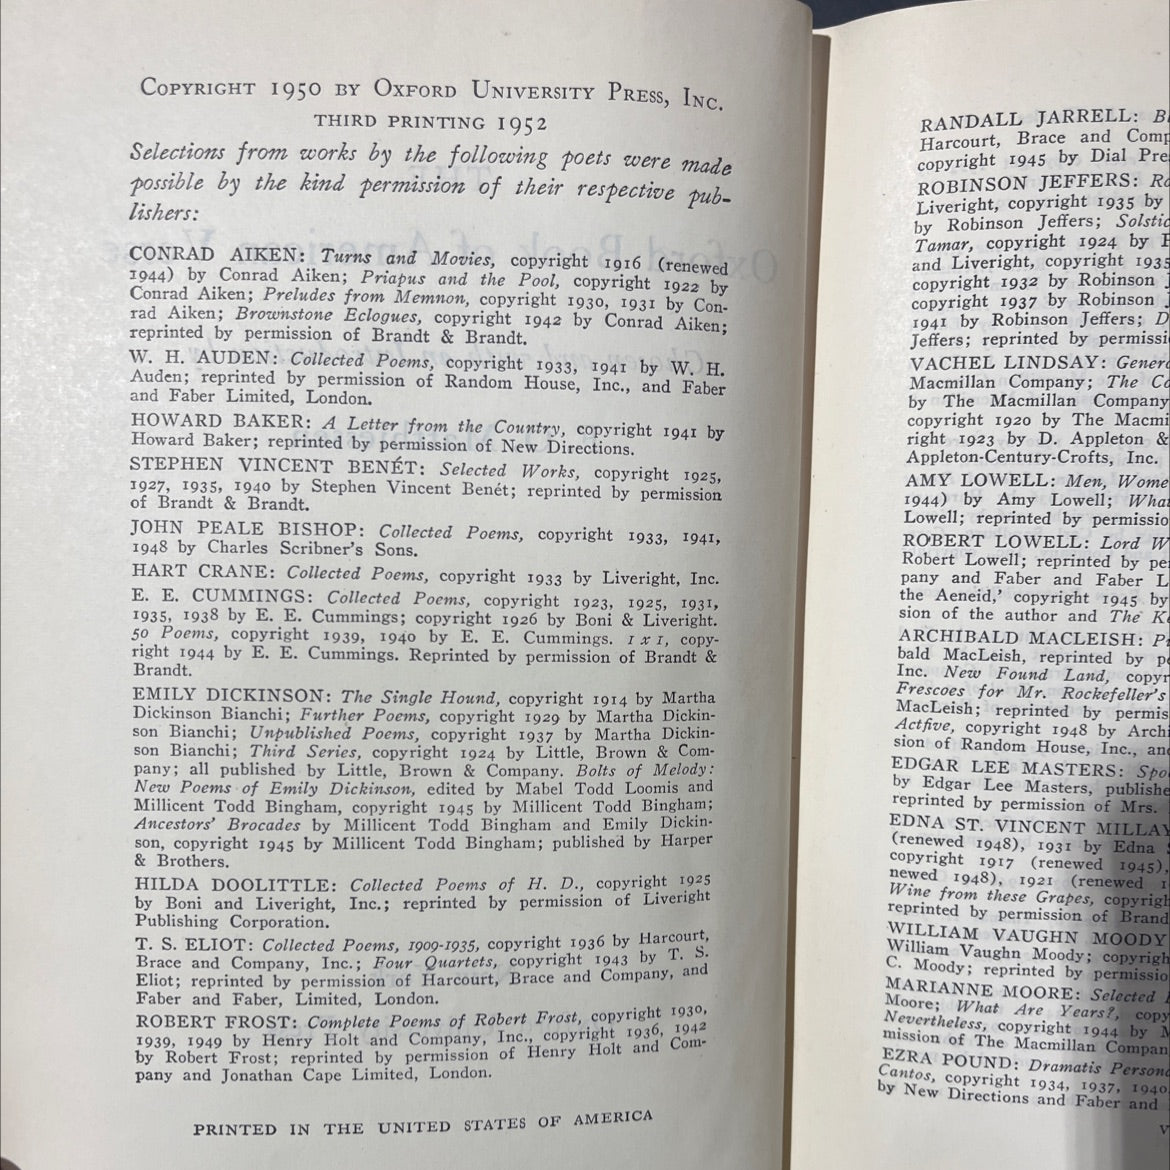 COPYRIGHT 1950 BY OXFORD UNIVERSITY PRESS, INC.
THIRD PRINTING 1952
Selections from works by the following poets were made
possible by the kind permission of their respective pub-
lishers:
CONRAD AIKEN: Turns and Movies, copyright 1916 (renewed
1944) by Conrad Aiken; Priapus and the Pool, copyright 1922 by
Conrad Aiken; Preludes from Memnon, copyright 1930, 1931 by Con-
rad Aiken; Brownstone Eclogues, copyright 1942 by Conrad Aiken;
reprinted by permission of Brandt & Brandt.
W. H. AUDEN: Collected Poems, copyright 1933, 1941 by W. H.
Auden; reprinted by permission of Random House, Inc., and Faber
and Faber Limited, London.
HOWARD BAKER: A Letter from the Country, copyright 1941 by
Howard Baker; reprinted by permission of New Directions.
STEPHEN VINCENT BENÉT: Selected Works, copyright 1925,
1927, 1935, 1940 by Stephen Vincent Benét; reprinted by permission
of Brandt & Brandt.
JOHN PEALE BISHOP: Collected Poems, copyright 1933, 1941,
1948 by Charles Scribner's Sons.
HART CRANE: Collected Poems, copyright 1933 by Liveright, Inc.
E. E. CUMMINGS: Collected Poems, copyright 1923, 1925, 1931,
1935, 1938 by E. E. Cummings; copyright 1926 by Boni & Liveright.
50 Poems, copyright 1939, 1940 by E. E. Cummings. 1 x 1, copy-
right 1944 by E. E. Cummings. Reprinted by permission of Brandt &
Brandt.
EMILY DICKINSON: The Single Hound, copyright 1914 by Martha
Dickinson Bianchi; Further Poems, copyright 1929 by Martha Dickin-
son Bianchi; Unpublished Poems, copyright 1937 by Martha Dickin-
son Bianchi; Third Series, copyright 1924 by Little, Brown & Com-
pany; all published by Little, Brown & Company. Bolts of Melody:
New Poems of Emily Dickinson, edited by Mabel Todd Loomis and
Millicent Todd Bingham, copyright 1945 by Millicent Todd Bingham;
Ancestors' Brocades by Millicent Todd Bingham and Emily Dickin-
son, copyright 1945 by Millicent Todd Bingham; published by Harper
& Brothers.
HILDA DOOLITTLE: Collected Poems of H. D., copyright 1925
by Boni and Liveright, Inc.; reprinted by permission of Liveright
Publishing Corporation.
T. S. ELIOT: Collected Poems, 1909-1935, copyright 1936 by Harcourt,
Brace and Company, Inc.; Four Quartets, copyright 1943 by T. S.
Eliot; reprinted by permission of Harcourt, Brace and Company, and
Faber and Faber, Limited, London.
ROBERT FROST: Complete Poems of Robert Frost, copyright 1930,
1939, 1949 by Henry Holt and Company, Inc., copyright 1936, 1942
by Robert Frost; reprinted by permission of Henry Holt and Com-
pany and Jonathan Cape Limited, London.
PRINTED IN THE UNITED STATES OF AMERICA
RANDALL JARRELL:
Harcourt, Brace and
copyright 1945 by Dial
ROBINSON JEFFERS:
Liveright, copyright 1935 by
by Robinson Jeffers;
Tamar, copyright 1924 by
and Liveright, copyright 1935
copyright 1932 by Robinson
copyright 1937 by Robinson
1941 by Robinson Jeffers;
Jeffers; reprinted by
VACHEL LINDSAY:
Macmillan Company; The
by The Macmillan Company
copyright 1920 by The
right 1923 by D. Appleton &
Appleton-Century-Crofts, Inc.
AMY LOWELL: Men,
1944) by Amy Lowell;
Lowell; reprinted by
ROBERT LOWELL: Lord
Robert Lowell; reprinted by
pany and Faber and Faber
the Aeneid,' copyright 1945 by
sion of the author and The
ARCHIBALD MACLEISH:
bald MacLeish, reprinted by
Inc. New Found Land,
Frescoes for Mr. Rockefeller's
MacLeish; reprinted by
Actfive, copyright 1948 by
sion of Random House, Inc.,
EDGAR LEE MASTERS:
by Edgar Lee Masters,
reprinted by permission of Mrs.
EDNA ST. VINCENT
(renewed 1948), 1931 by Edna
copyright 1917 (renewed 1945),
newed 1948), 1921 (renewed
Wine from these Grapes,
reprinted by permission of
WILLIAM VAUGHN MOODY
William Vaughn Moody;
C. Moody; reprinted by
MARIANNE MOORE: Selected
Moore; What Are Years?,
Nevertheless, copyright 1944 by
mission of The Macmillan
EZRA POUND: Dramatis
Cantos, copyright 1934, 1937, 1940
by New Directions and Faber and